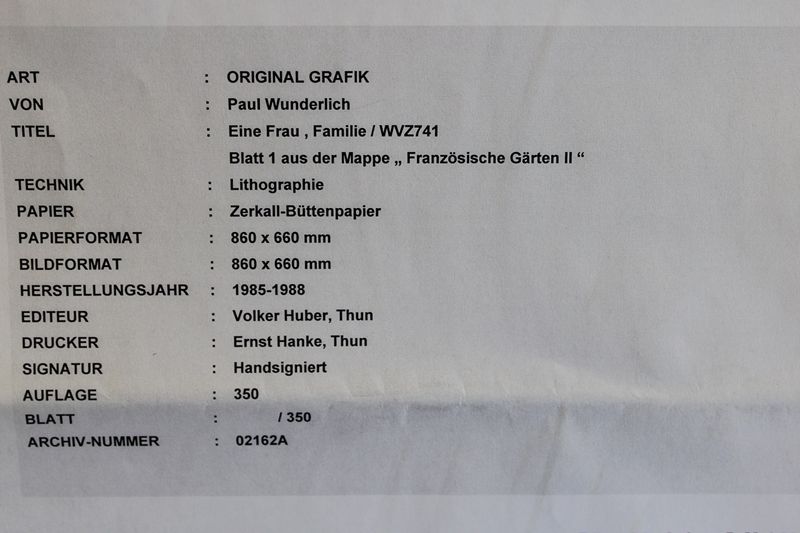 ART : ORIGINAL GRAFIK
VON : Paul Wunderlich
TITEL : Eine Frau , Familie / WVZ741
Blatt 1 aus der Mappe „ Französische Gärten II “
TECHNIK : Lithographie
PAPIER : Zerkall-Büttenpapier
PAPIERFORMAT : 860 x 660 mm
BILDFORMAT : 860 x 660 mm
HERSTELLUNGSJAHR : 1985-1988
EDITEUR : Volker Huber, Thun
DRUCKER : Ernst Hanke, Thun
SIGNATUR : Handsigniert
AUFLAGE : 350
BLATT : / 350
ARCHIV-NUMMER : 02162A